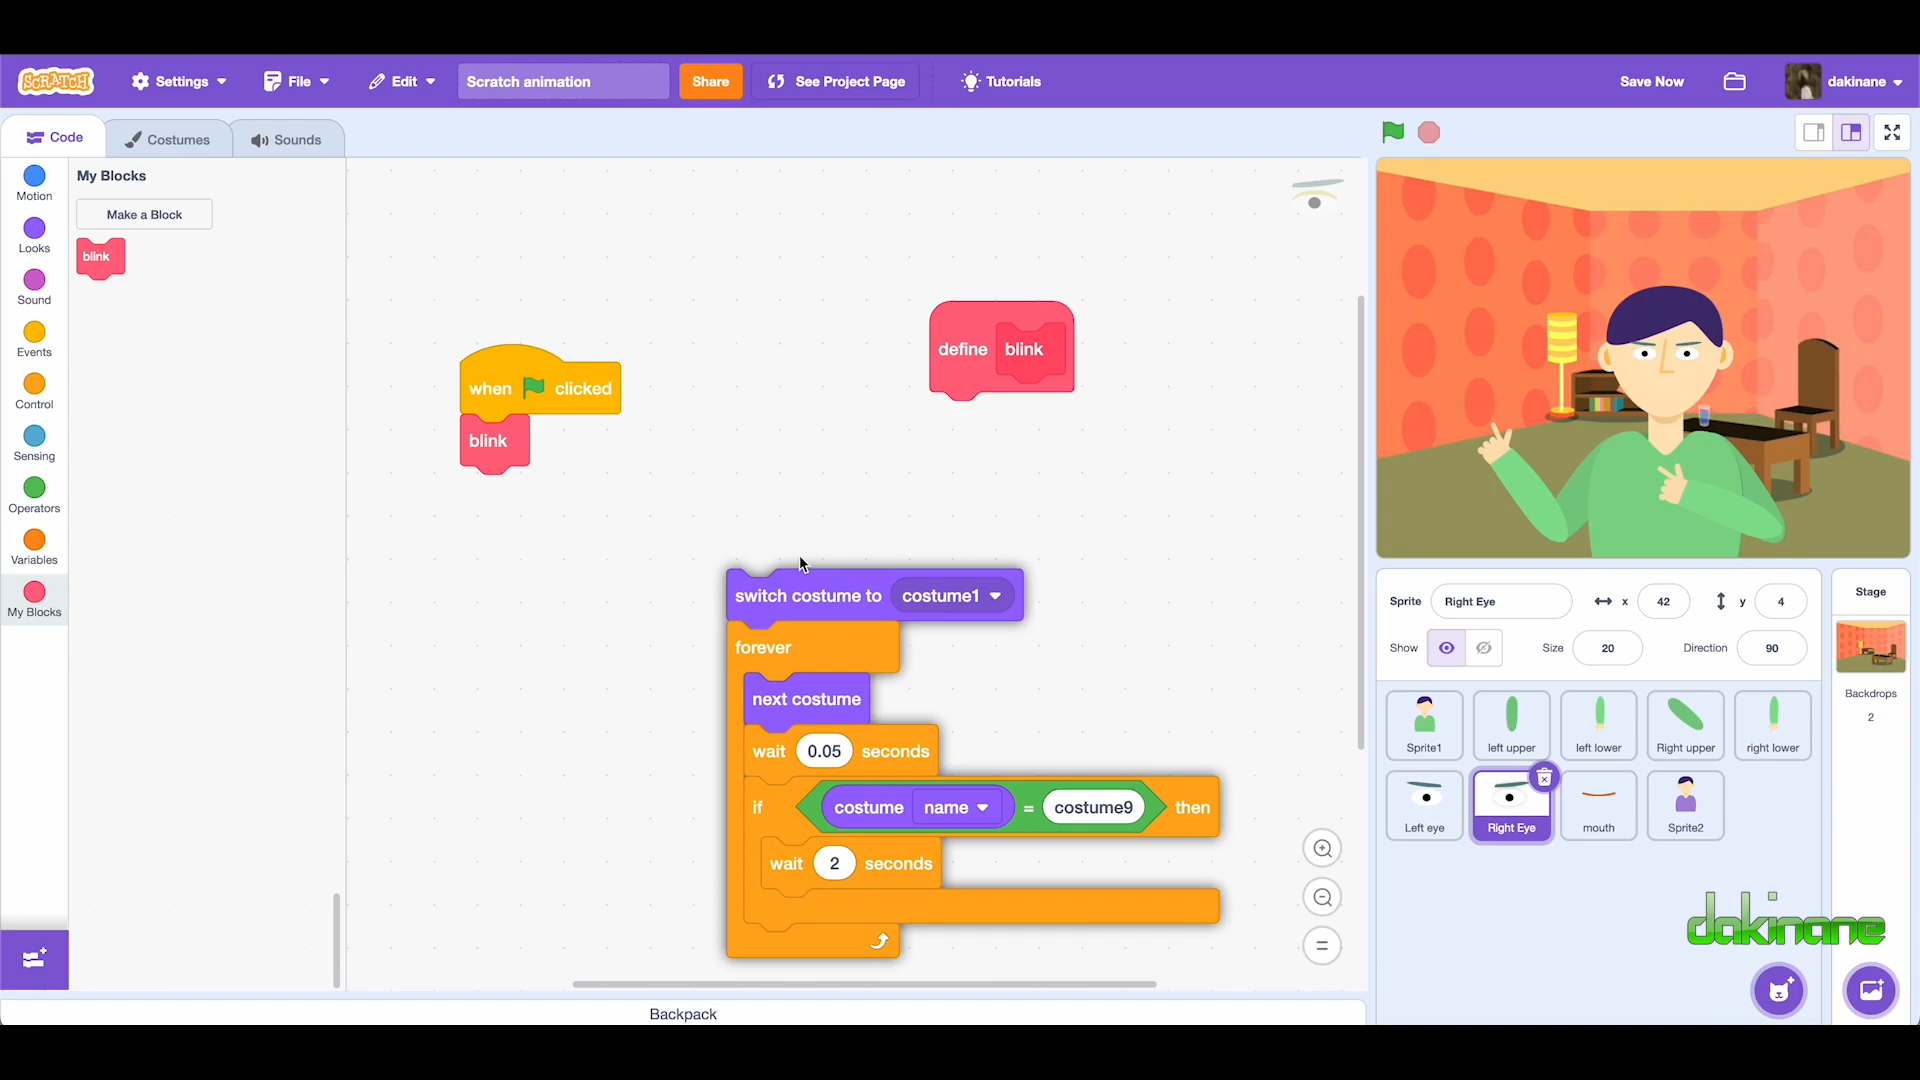 SCRATCH
Settings
File
Edit
Scratch animation
Share
See Project Page
Tutorials
Save Now
dakinane
Code
Costumes
Sounds
Motion
Looks
Sound
Events
Control
Sensing
Operators
Variables
My Blocks
My Blocks
Make a Block
blink
when clicked
blink
define blink
switch costume to costume1
forever
next costume
wait 0.05 seconds
if costume name = costume9 then
wait 2 seconds
Backpack
Sprite Right Eye x 42 y 4
Show Size 20 Direction 90
Sprite1
left upper
left lower
Right upper
right lower
Left eye
Right Eye
mouth
Sprite2
Stage
Backdrops
2
dakinane